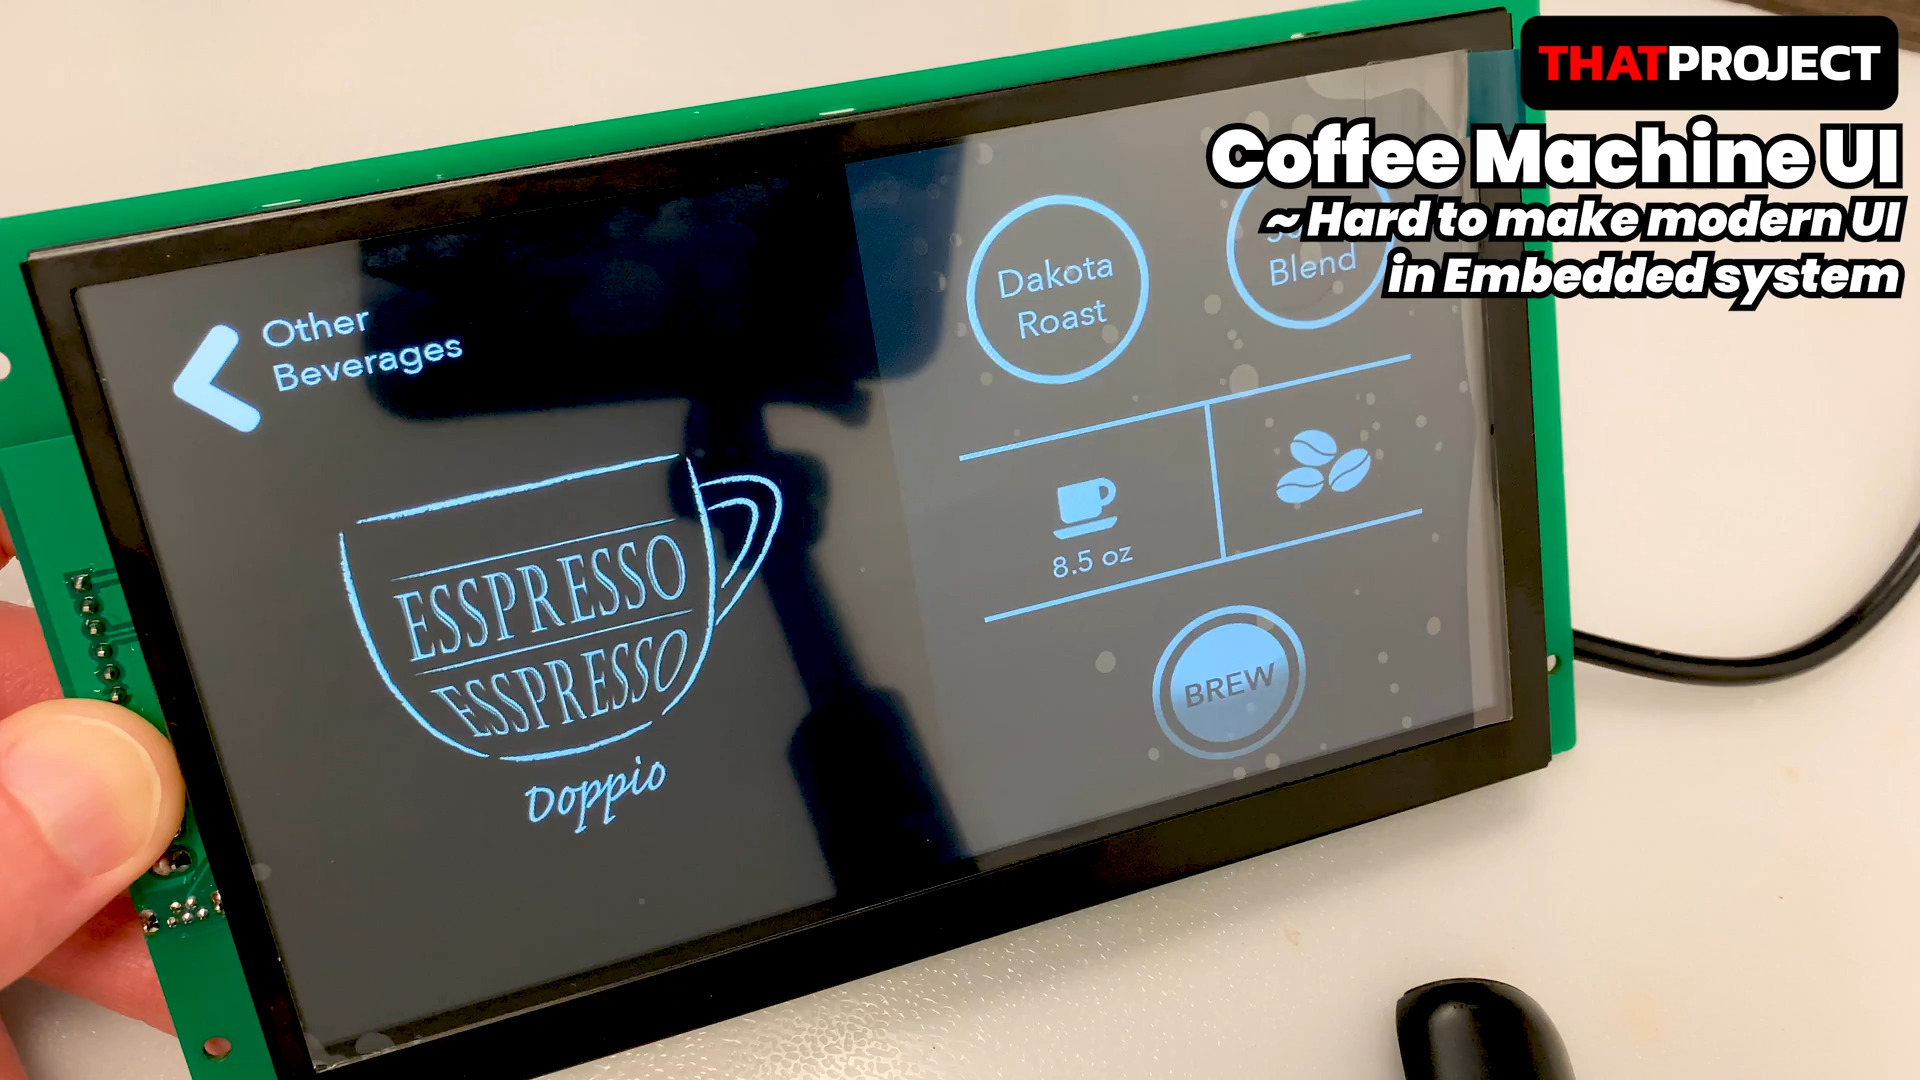 THATPROJECT
Coffee Machine UI
~ Hard to make modern UI
in Embedded system
Other
Beverages
ESSPRESSO
ESSPRESSO
Doppio
Dakota
Roast
Blend
8.5 oz
BREW